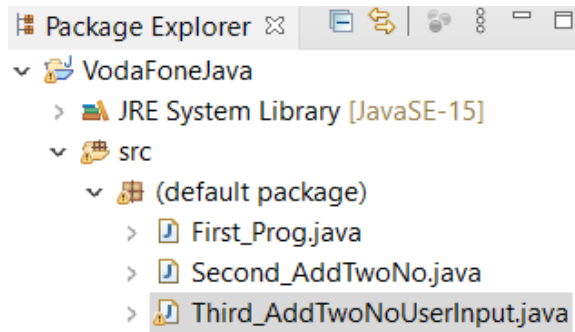 Package Explorer
VodaFoneJava
JRE System Library [JavaSE-15]
src
(default package)
First_Prog.java
Second_AddTwoNo.java
Third_AddTwoNoUserInput.java